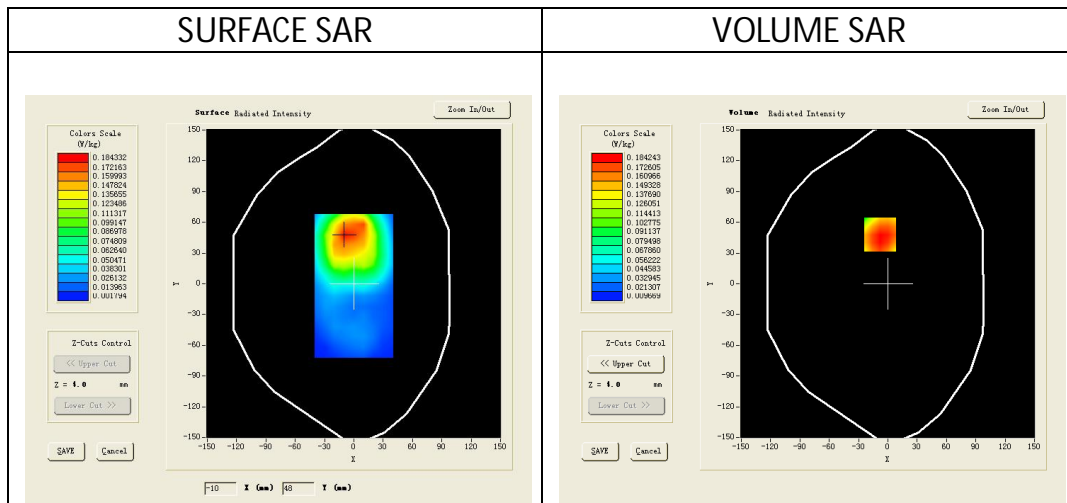 SURFACE SAR
VOLUME SAR
Surface Radiated Intensity
Zoom In/Out
Colors Scale
(W/kg)
0.184332
0.172163
0.159993
0.147824
0.135655
0.123486
0.111317
0.099147
0.086978
0.074809
0.062640
0.050471
0.038301
0.026132
0.013963
0.001794
150
120
90
60
30
0
-30
-60
-90
-120
-150
Y
-150 -120 -90 -60 -30 0 30 60 90 120 150
X
Z-Cuts Control
<< Upper Cut
Z = 4.0 mm
Lower Cut >>
SAVE Cancel
-10 X (mm) 48 Y (mm)
Volume Radiated Intensity
Zoom In/Out
Colors Scale
(W/kg)
0.184243
0.172605
0.160966
0.149328
0.137690
0.126051
0.114413
0.102775
0.091137
0.079498
0.067860
0.056222
0.044583
0.032945
0.021307
0.009669
150
120
90
60
30
0
-30
-60
-90
-120
-150
Y
-150 -120 -90 -60 -30 0 30 60 90 120 150
X
Z-Cuts Control
<< Upper Cut
Z = 4.0 mm
Lower Cut >>
SAVE Cancel